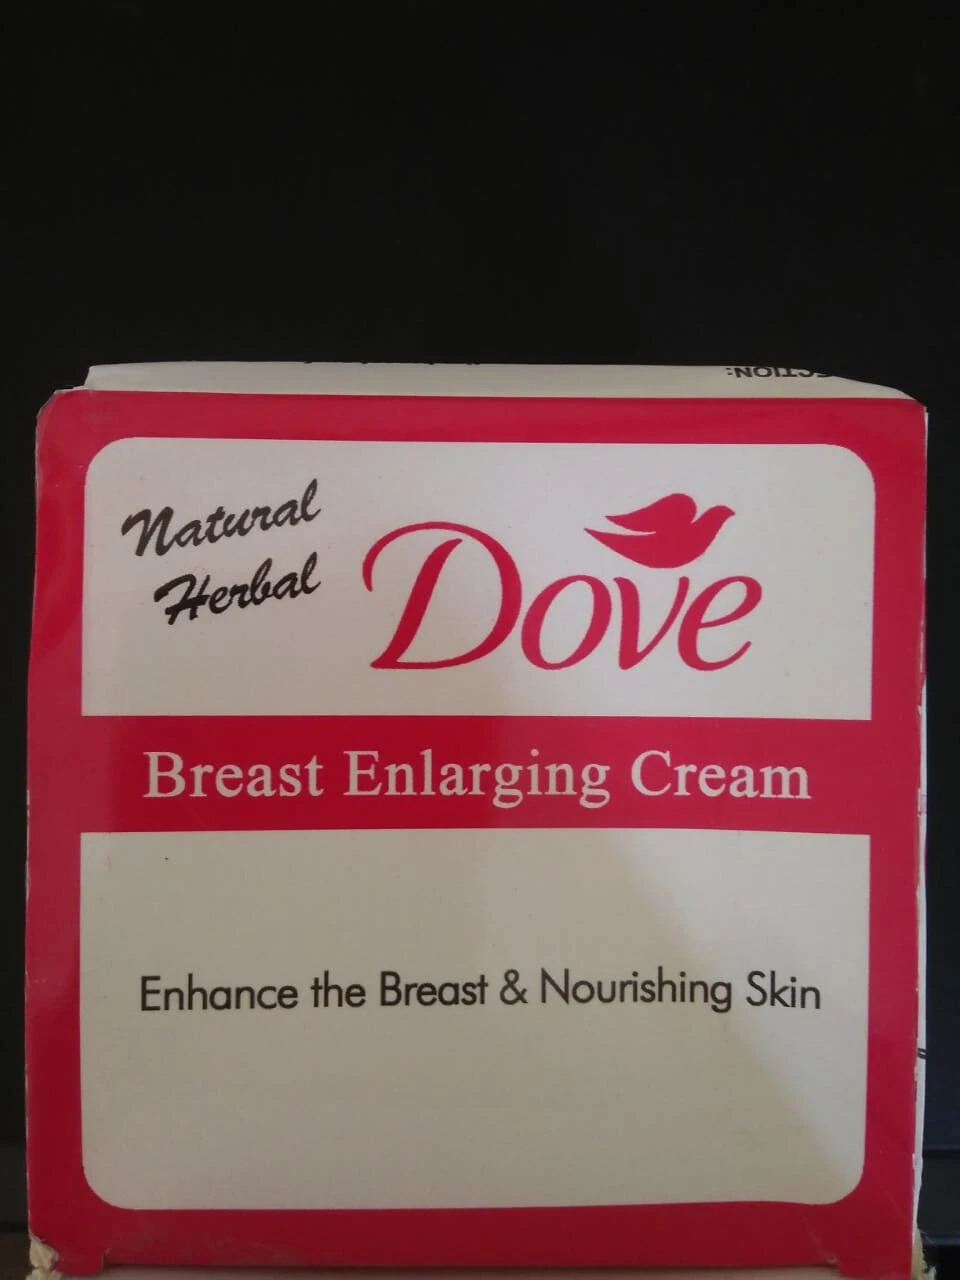 Natural
Herbal
Dove
Breast Enlarging Cream
Enhance the Breast & Nourishing Skin